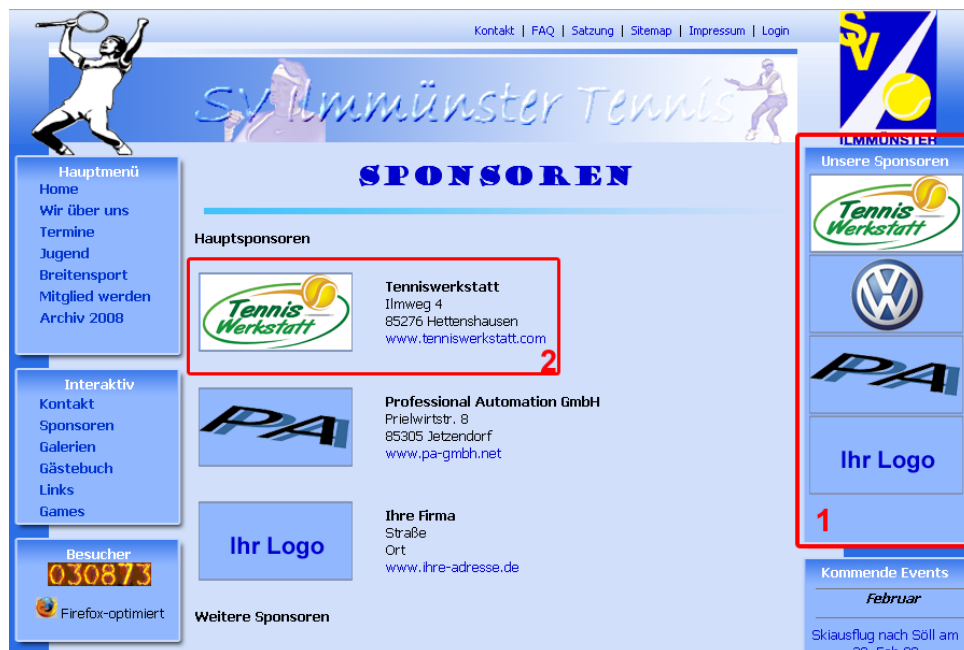 Kontakt | FAQ | Satzung | Sitemap | Impressum | Login
SV
ILMMÜNSTER
SV Ilmmünster Tennis
Hauptmenü
Home
Wir über uns
Termine
Jugend
Breitensport
Mitglied werden
Archiv 2008
Interaktiv
Kontakt
Sponsoren
Galerien
Gästebuch
Links
Games
Besucher
030873
Firefox-optimiert
SPONSOREN
Hauptsponsoren
Tennis
Werkstatt
Tenniswerkstatt
Ilmweg 4
85276 Hettenshausen
www.tenniswerkstatt.com
2
PA
Professional Automation GmbH
Prielwirtstr. 8
85305 Jetzendorf
www.pa-gmbh.net
Ihr Logo
Ihre Firma
Straße
Ort
www.ihre-adresse.de
Weitere Sponsoren
Unsere Sponsoren
Tennis
Werkstatt
VW
PA
Ihr Logo
1
Kommende Events
Februar
Skiausflug nach Söll am